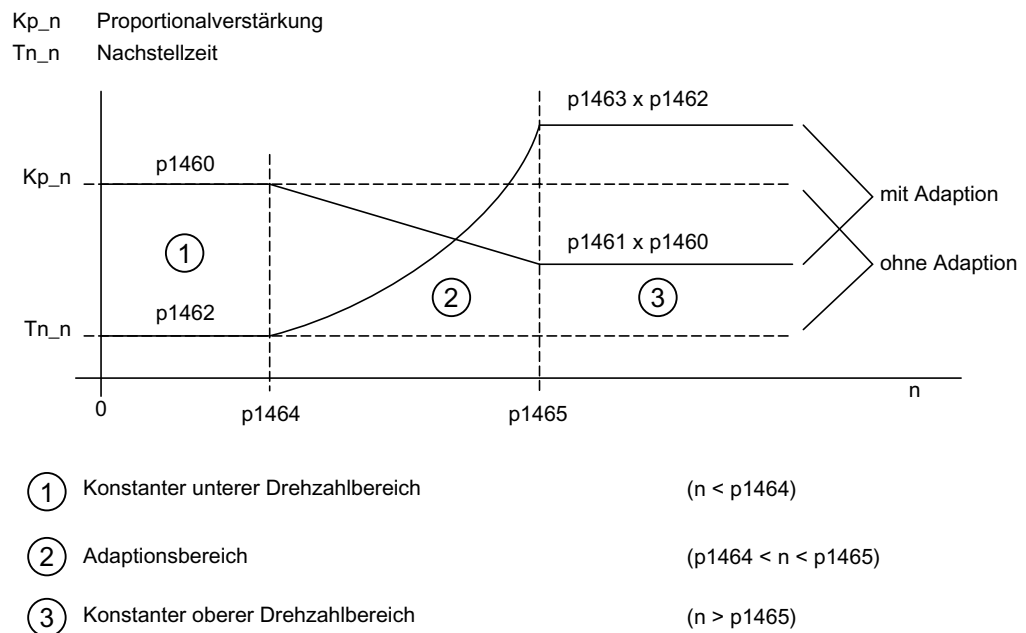 Kp_n Proportionalverstärkung
Tn_n Nachstellzeit
p1463 x p1462
p1460
Kp_n
mit Adaption
1
p1461 x p1460
ohne Adaption
2
3
p1462
Tn_n
n
0
p1464
p1465
1 Konstanter unterer Drehzahlbereich (n < p1464)
2 Adaptionsbereich (p1464 < n < p1465)
3 Konstanter oberer Drehzahlbereich (n > p1465)